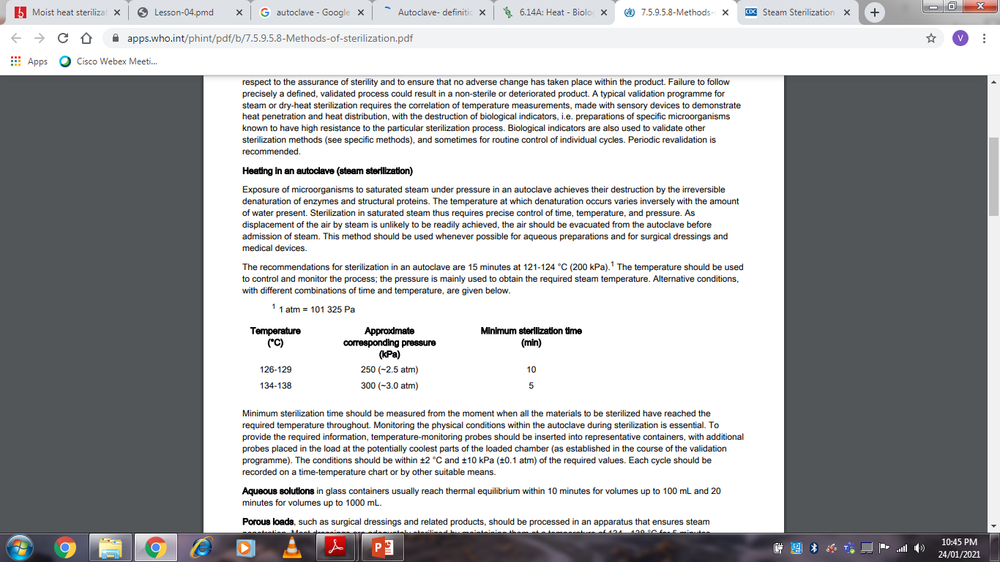 Moist heat sterilizat
Lesson-04.pmd
autoclave - Google
Autoclave- definitic
6.14A: Heat - Biolo
7.5.9.5.8-Methods-
CDC Steam Sterilization
apps.who.int/phint/pdf/b/7.5.9.5.8-Methods-of-sterilization.pdf
V
Apps
Cisco Webex Meeti...
respect to the assurance of sterility and to ensure that no adverse change has taken place within the product. Failure to follow
precisely a defined, validated process could result in a non-sterile or deteriorated product. A typical validation programme for
steam or dry-heat sterilization requires the correlation of temperature measurements, made with sensory devices to demonstrate
heat penetration and heat distribution, with the destruction of biological indicators, i.e. preparations of specific microorganisms
known to have high resistance to the particular sterilization process. Biological indicators are also used to validate other
sterilization methods (see specific methods), and sometimes for routine control of individual cycles. Periodic revalidation is
recommended.
Heating in an autoclave (steam sterilization)
Exposure of microorganisms to saturated steam under pressure in an autoclave achieves their destruction by the irreversible
denaturation of enzymes and structural proteins. The temperature at which denaturation occurs varies inversely with the amount
of water present. Sterilization in saturated steam thus requires precise control of time, temperature, and pressure. As
displacement of the air by steam is unlikely to be readily achieved, the air should be evacuated from the autoclave before
admission of steam. This method should be used whenever possible for aqueous preparations and for surgical dressings and
medical devices.
The recommendations for sterilization in an autoclave are 15 minutes at 121-124 °C (200 kPa).1 The temperature should be used
to control and monitor the process; the pressure is mainly used to obtain the required steam temperature. Alternative conditions,
with different combinations of time and temperature, are given below.
1 1 atm = 101 325 Pa
Temperature Approximate Minimum sterilization time
(°C) corresponding pressure (min)
(kPa)
126-129 250 (~2.5 atm) 10
134-138 300 (~3.0 atm) 5
Minimum sterilization time should be measured from the moment when all the materials to be sterilized have reached the
required temperature throughout. Monitoring the physical conditions within the autoclave during sterilization is essential. To
provide the required information, temperature-monitoring probes should be inserted into representative containers, with additional
probes placed in the load at the potentially coolest parts of the loaded chamber (as established in the course of the validation
programme). The conditions should be within ±2 °C and ±10 kPa (±0.1 atm) of the required values. Each cycle should be
recorded on a time-temperature chart or by other suitable means.
Aqueous solutions in glass containers usually reach thermal equilibrium within 10 minutes for volumes up to 100 mL and 20
minutes for volumes up to 1000 mL.
Porous loads, such as surgical dressings and related products, should be processed in an apparatus that ensures steam
10:45 PM
24/01/2021